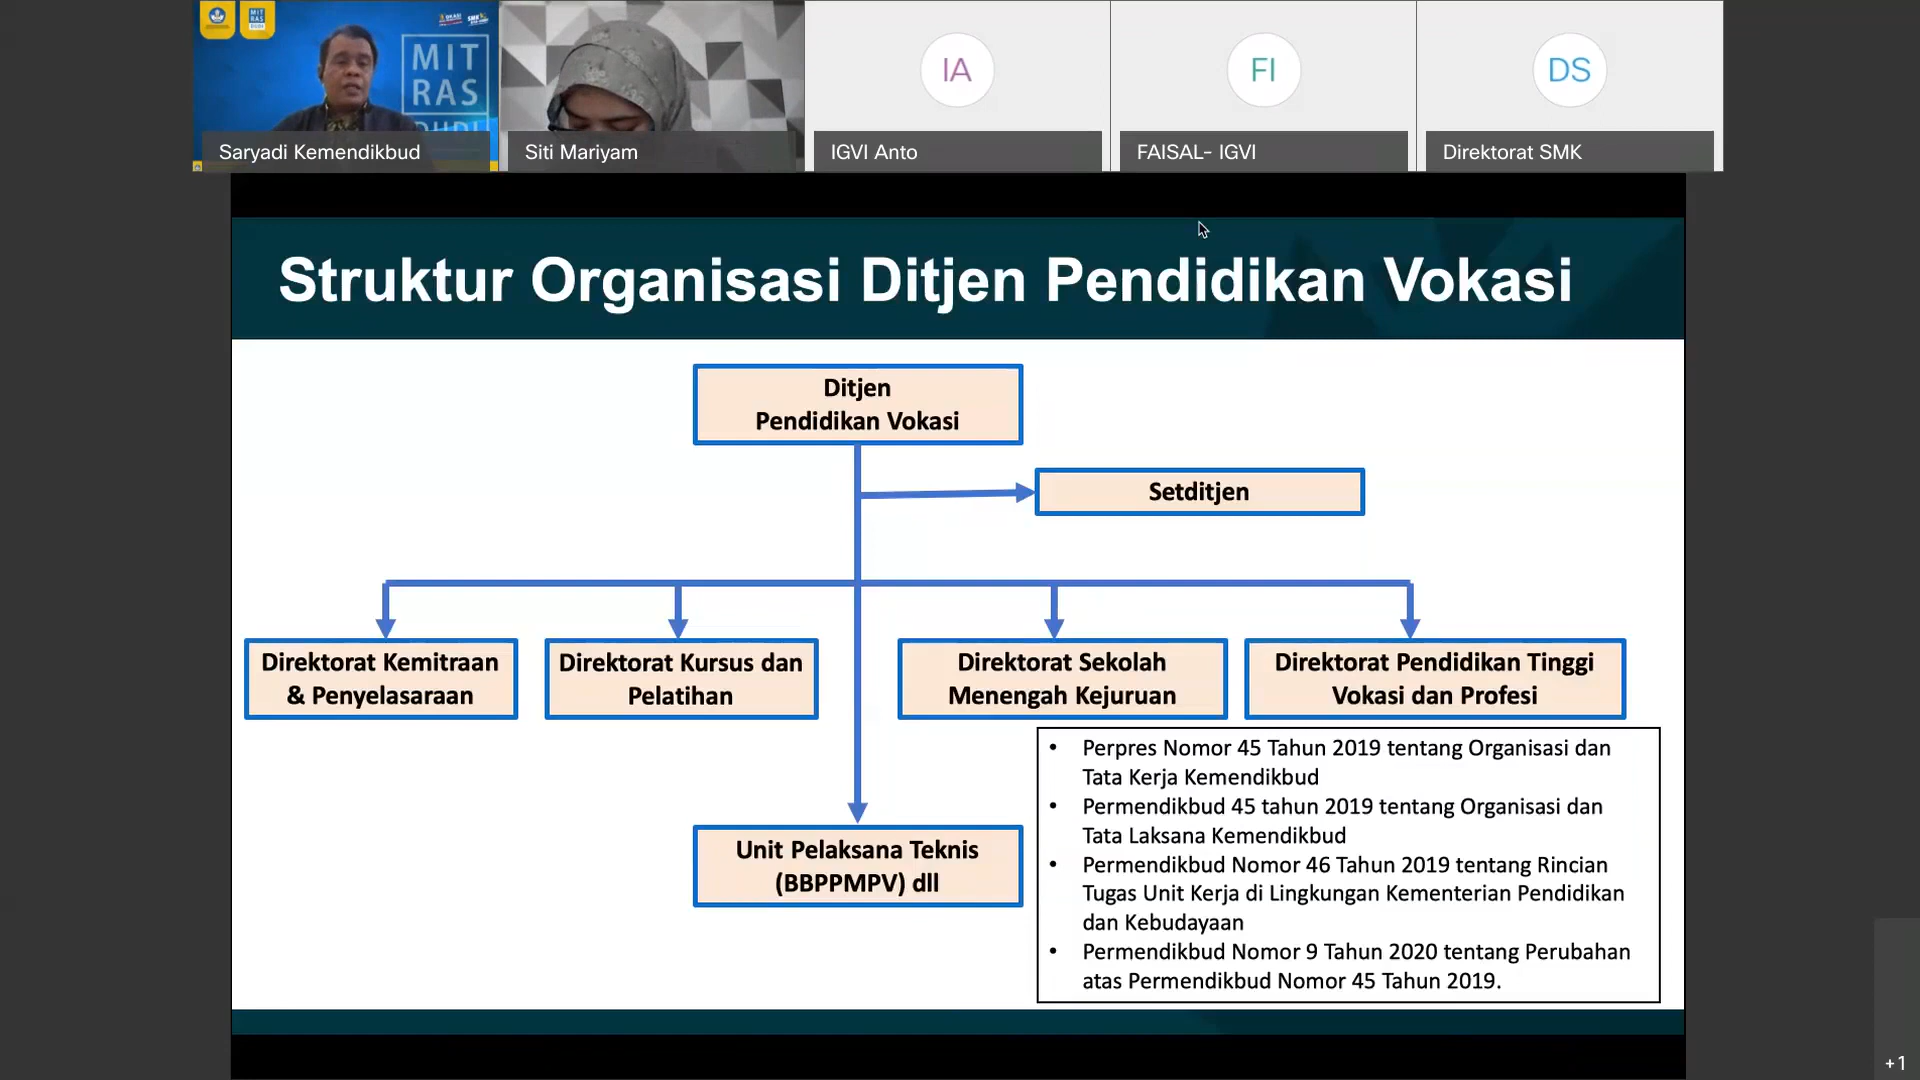 MIT
RAS
MIT
RAS
DUDI
Saryadi Kemendikbud
Siti Mariyam
IA
IGVI Anto
FI
FAISAL- IGVI
DS
Direktorat SMK
Struktur Organisasi Ditjen Pendidikan Vokasi
Ditjen
Pendidikan Vokasi
Setditjen
Direktorat Kemitraan
& Penyelasaraan
Direktorat Kursus dan
Pelatihan
Direktorat Sekolah
Menengah Kejuruan
Direktorat Pendidikan Tinggi
Vokasi dan Profesi
Unit Pelaksana Teknis
(BBPPMPV) dll
• Perpres Nomor 45 Tahun 2019 tentang Organisasi dan
Tata Kerja Kemendikbud
• Permendikbud 45 tahun 2019 tentang Organisasi dan
Tata Laksana Kemendikbud
• Permendikbud Nomor 46 Tahun 2019 tentang Rincian
Tugas Unit Kerja di Lingkungan Kementerian Pendidikan
dan Kebudayaan
• Permendikbud Nomor 9 Tahun 2020 tentang Perubahan
atas Permendikbud Nomor 45 Tahun 2019.
+1